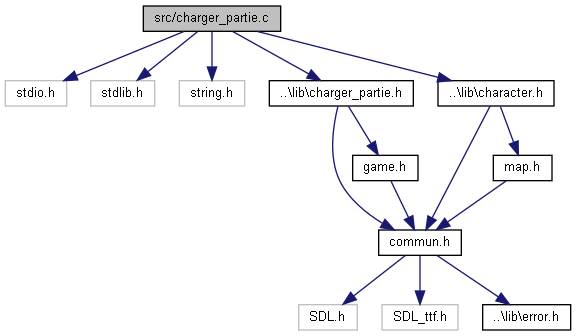 src/charger_partie.c
stdio.h
stdlib.h
string.h
..\lib\charger_partie.h
..\lib\character.h
game.h
map.h
commun.h
SDL.h
SDL_ttf.h
..\lib\error.h